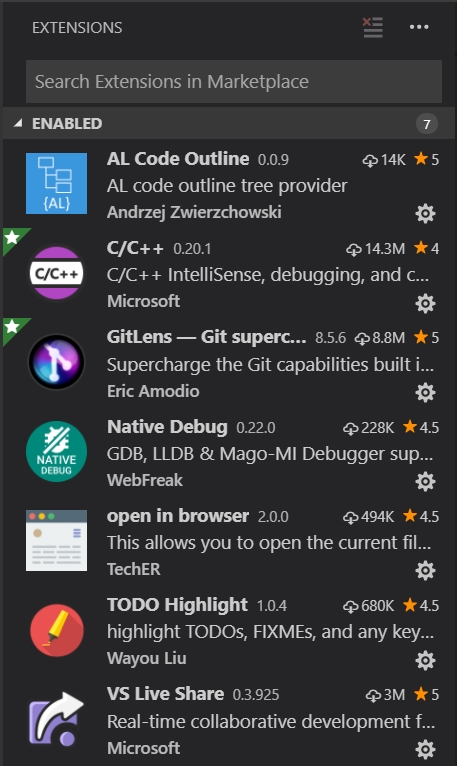 EXTENSIONS
Search Extensions in Marketplace
ENABLED 7
AL Code Outline 0.0.9 14K 5
AL code outline tree provider
{AL}
Andrzej Zwierzchowski
C/C++ 0.20.1 14.3M 4
C/C++
C/C++ IntelliSense, debugging, and c...
Microsoft
GitLens — Git superc... 8.5.6 8.8M 5
Supercharge the Git capabilities built i...
Eric Amodio
Native Debug 0.22.0 228K 4.5
GDB, LLDB & Mago-MI Debugger sup...
NATIVE
DEBUG
WebFreak
open in browser 2.0.0 494K 4.5
This allows you to open the current fil...
TechER
TODO Highlight 1.0.4 680K 4.5
highlight TODOs, FIXMEs, and any key...
Wayou Liu
VS Live Share 0.3.925 3M 5
Real-time collaborative development f...
Microsoft